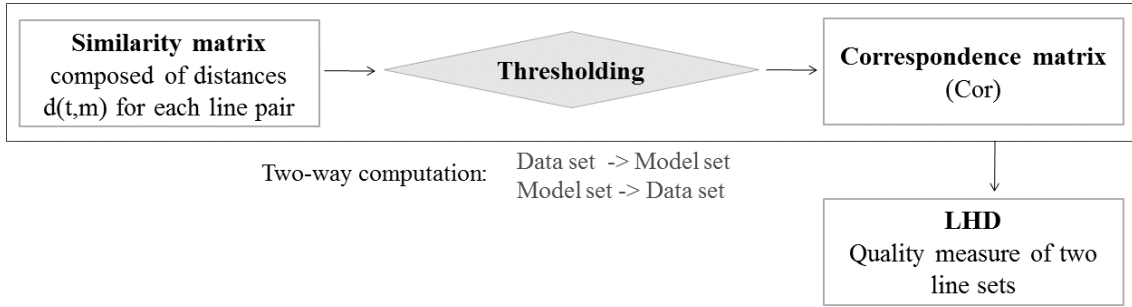 Similarity matrix
composed of distances
d(t,m) for each line pair
Thresholding
Correspondence matrix
(Cor)
Two-way computation:
Data set -> Model set
Model set -> Data set
LHD
Quality measure of two
line sets